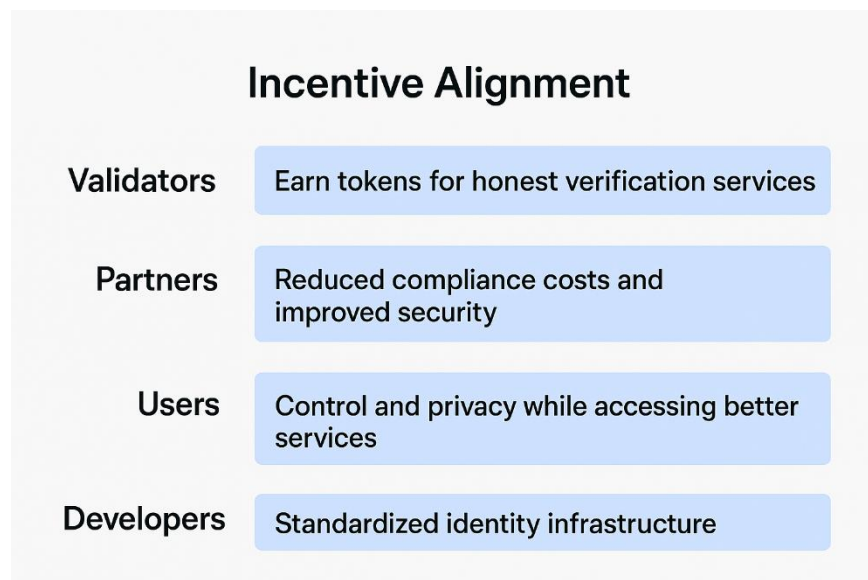 Incentive Alignment
Validators
Earn tokens for honest verification services
Partners
Reduced compliance costs and
improved security
Users
Control and privacy while accessing better
services
Developers
Standardized identity infrastructure